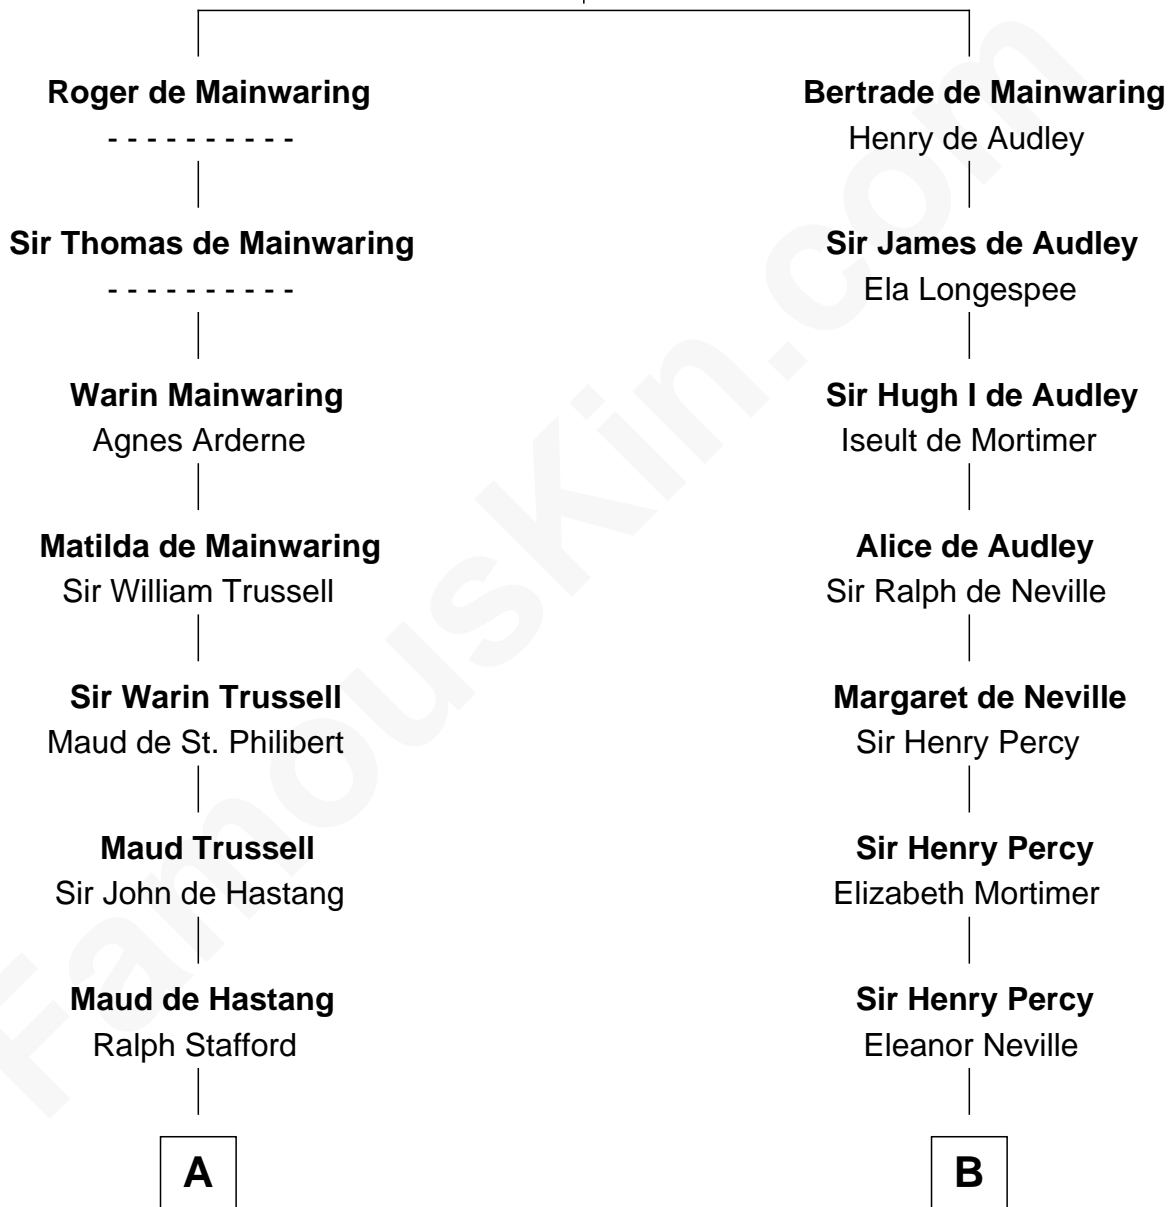 Roger de Mainwaring
- - - - - - - - - -
Sir Thomas de Mainwaring
- - - - - - - - - -
Warin Mainwaring
Agnes Arderne
Matilda de Mainwaring
Sir William Trussell
Sir Warin Trussell
Maud de St. Philibert
Maud Trussell
Sir John de Hastang
Maud de Hastang
Ralph Stafford
A
Bertrade de Mainwaring
Henry de Audley
Sir James de Audley
Ela Longespee
Sir Hugh I de Audley
Iseult de Mortimer
Alice de Audley
Sir Ralph de Neville
Margaret de Neville
Sir Henry Percy
Sir Henry Percy
Elizabeth Mortimer
Sir Henry Percy
Eleanor Neville
B
FamousKin.com